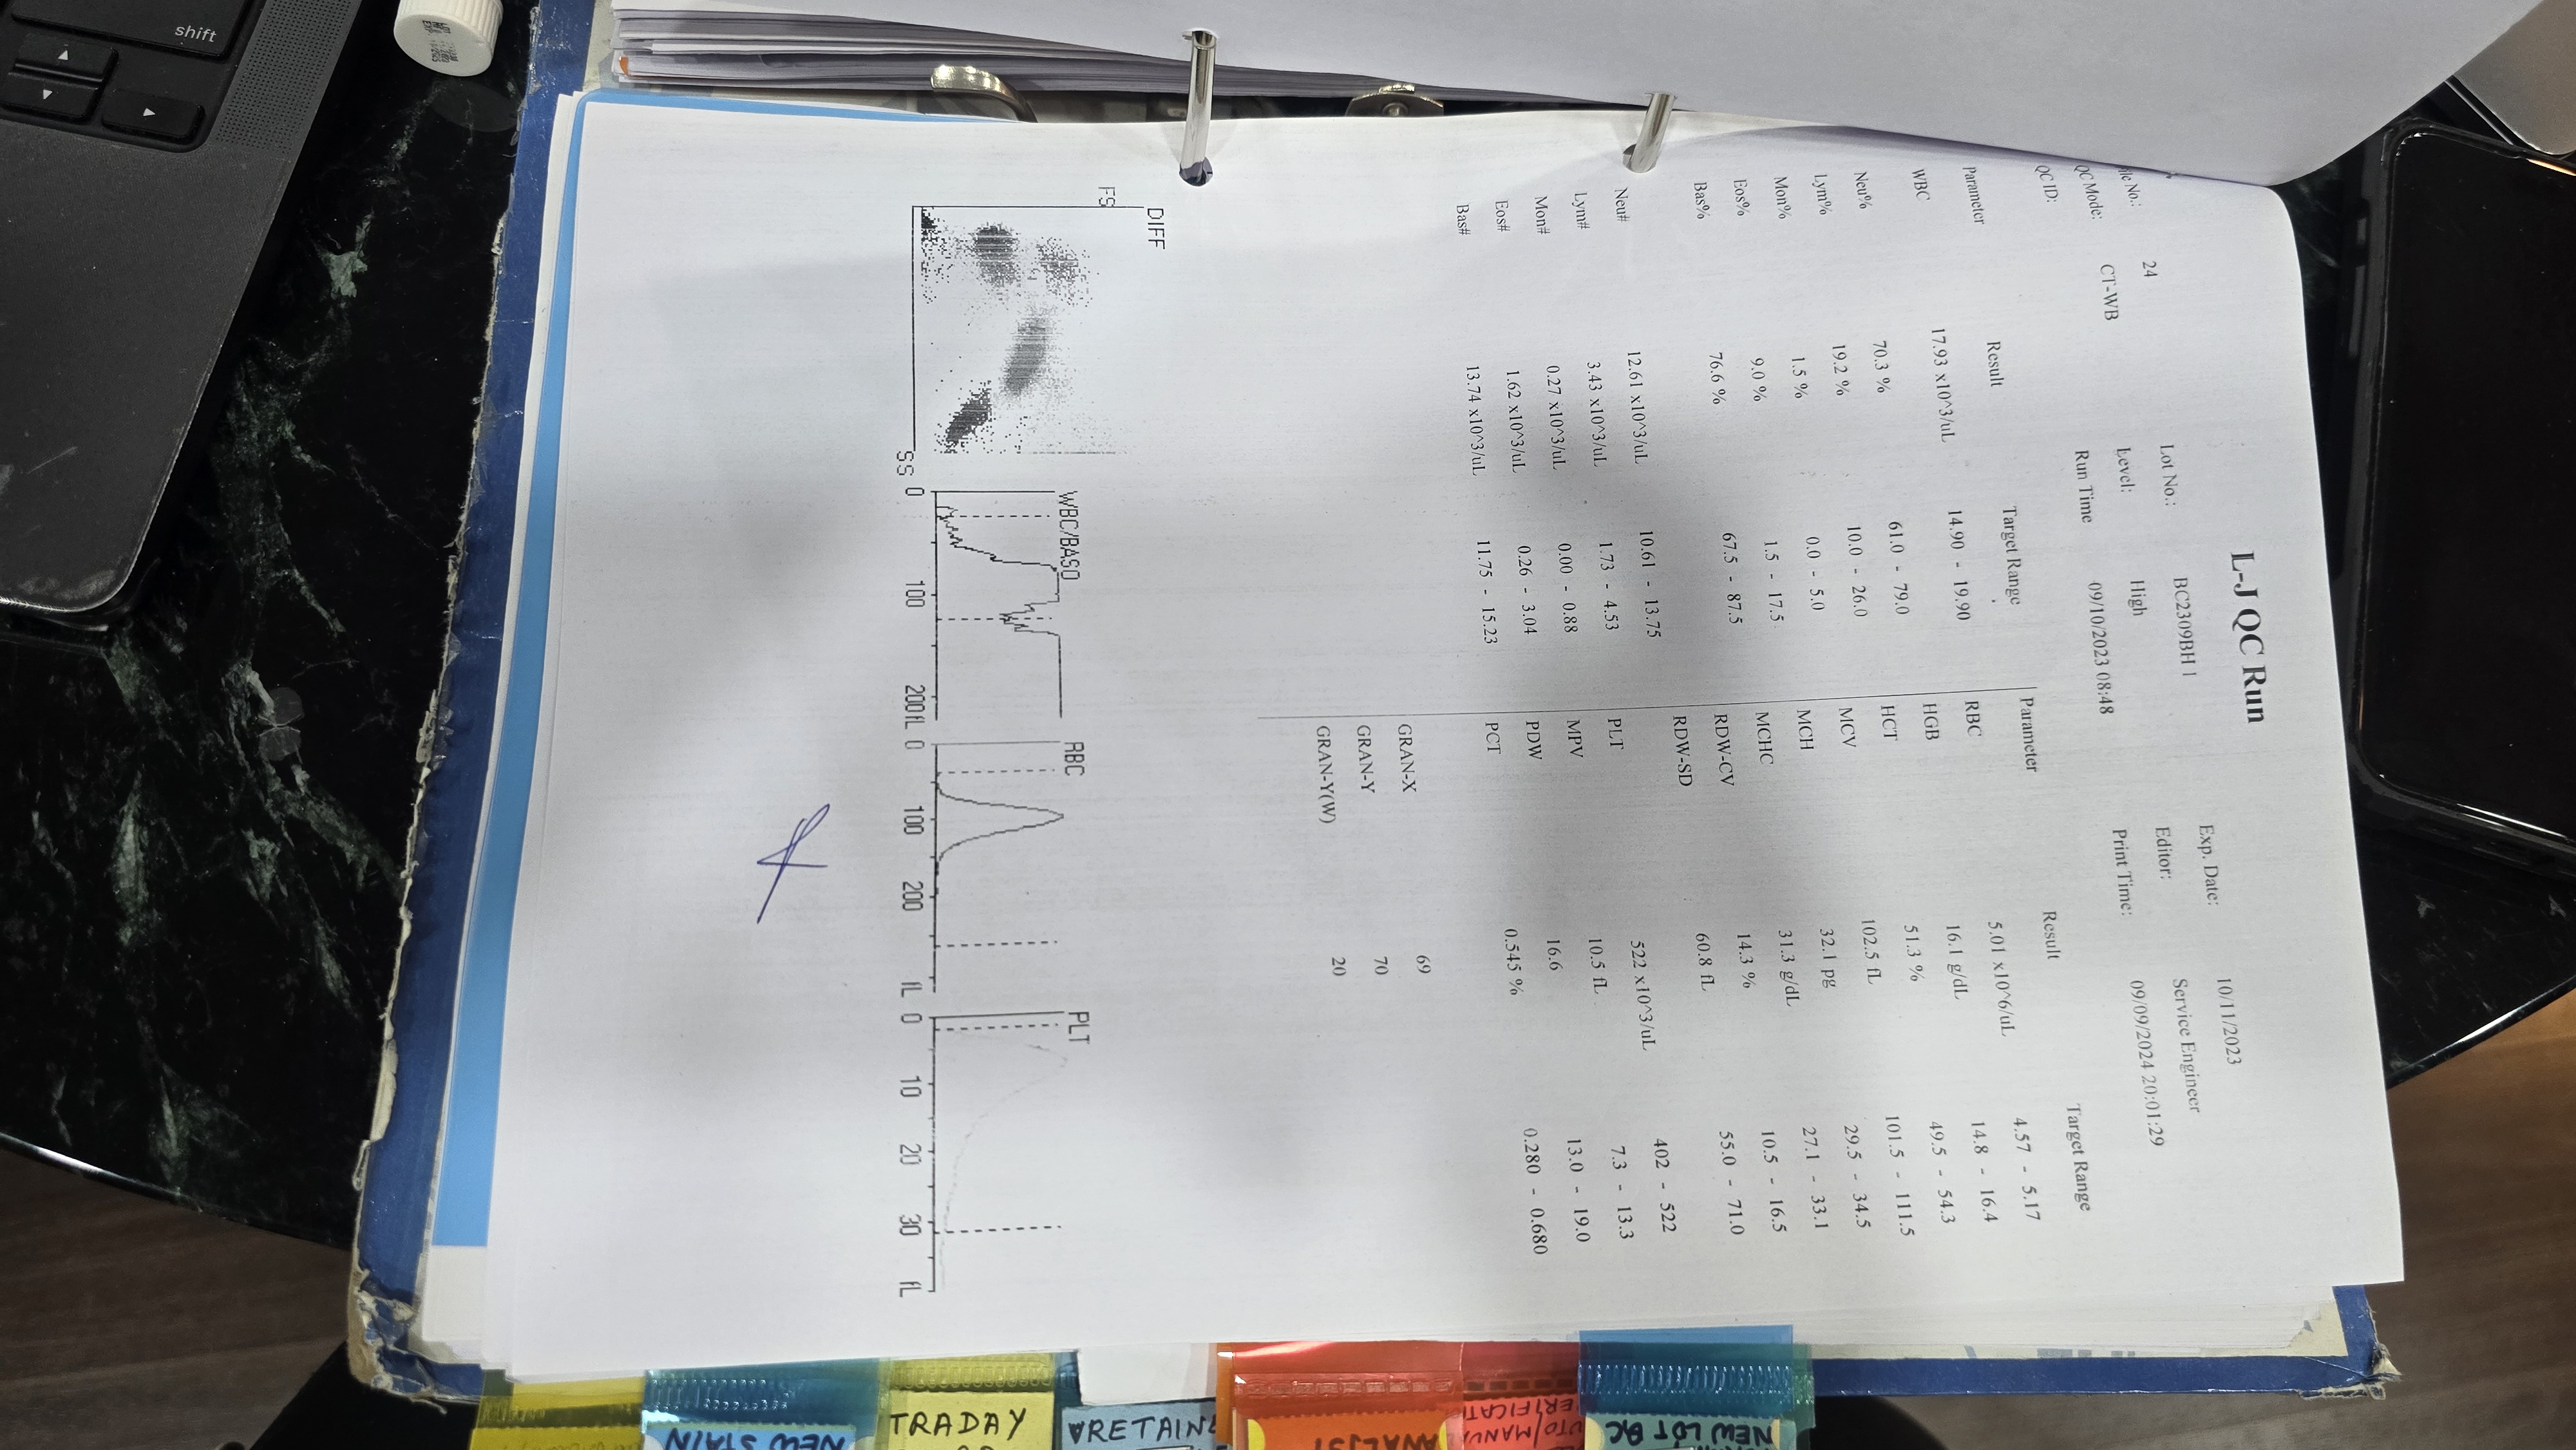 L-J QC Run
File No.: 24 Lot No.: BC2309BH1 Exp. Date: 10/11/2023
QC Mode: CT-WB Level: High Editor: Service Engineer
QC ID: Run Time 09/10/2023 08:48 Print Time: 09/09/2024 20:01:29
Parameter Result Target Range Parameter Result Target Range
WBC 17.93 x10^3/uL 14.90 - 19.90 RBC 5.01 x10^6/uL 4.57 - 5.17
HGB 16.1 g/dL 14.8 - 16.4
Neu% 70.3 % 61.0 - 79.0 HCT 51.3 % 49.5 - 54.3
Lym% 19.2 % 10.0 - 26.0 MCV 102.5 fL 101.5 - 111.5
Mon% 1.5 % 0.0 - 5.0 MCH 32.1 pg 29.5 - 34.5
Eos% 9.0 % 1.5 - 17.5 MCHC 31.3 g/dL 27.1 - 33.1
Bas% 76.6 % 67.5 - 87.5 RDW-CV 14.3 % 10.5 - 16.5
RDW-SD 60.8 fL 55.0 - 71.0
Neu# 12.61 x10^3/uL 10.61 - 13.75
Lym# 3.43 x10^3/uL 1.73 - 4.53 PLT 522 x10^3/uL 402 - 522
Mon# 0.27 x10^3/uL 0.00 - 0.88 MPV 10.5 fL 7.3 - 13.3
Eos# 1.62 x10^3/uL 0.26 - 3.04 PDW 16.6 13.0 - 19.0
Bas# 13.74 x10^3/uL 11.75 - 15.23 PCT 0.545 % 0.280 - 0.680
GRAN-X 69
GRAN-Y 70
GRAN-Y(W) 20
DIFF
FS
WBC/BASO RBC PLT
SS 0 100 200 fL 0 100 200 fL 0 10 20 30 fL
NEW STAIN
TRADAY
RETAIN
ANALJST
UTO/MANU
ERIFICAT
NEW LOT BC
shift